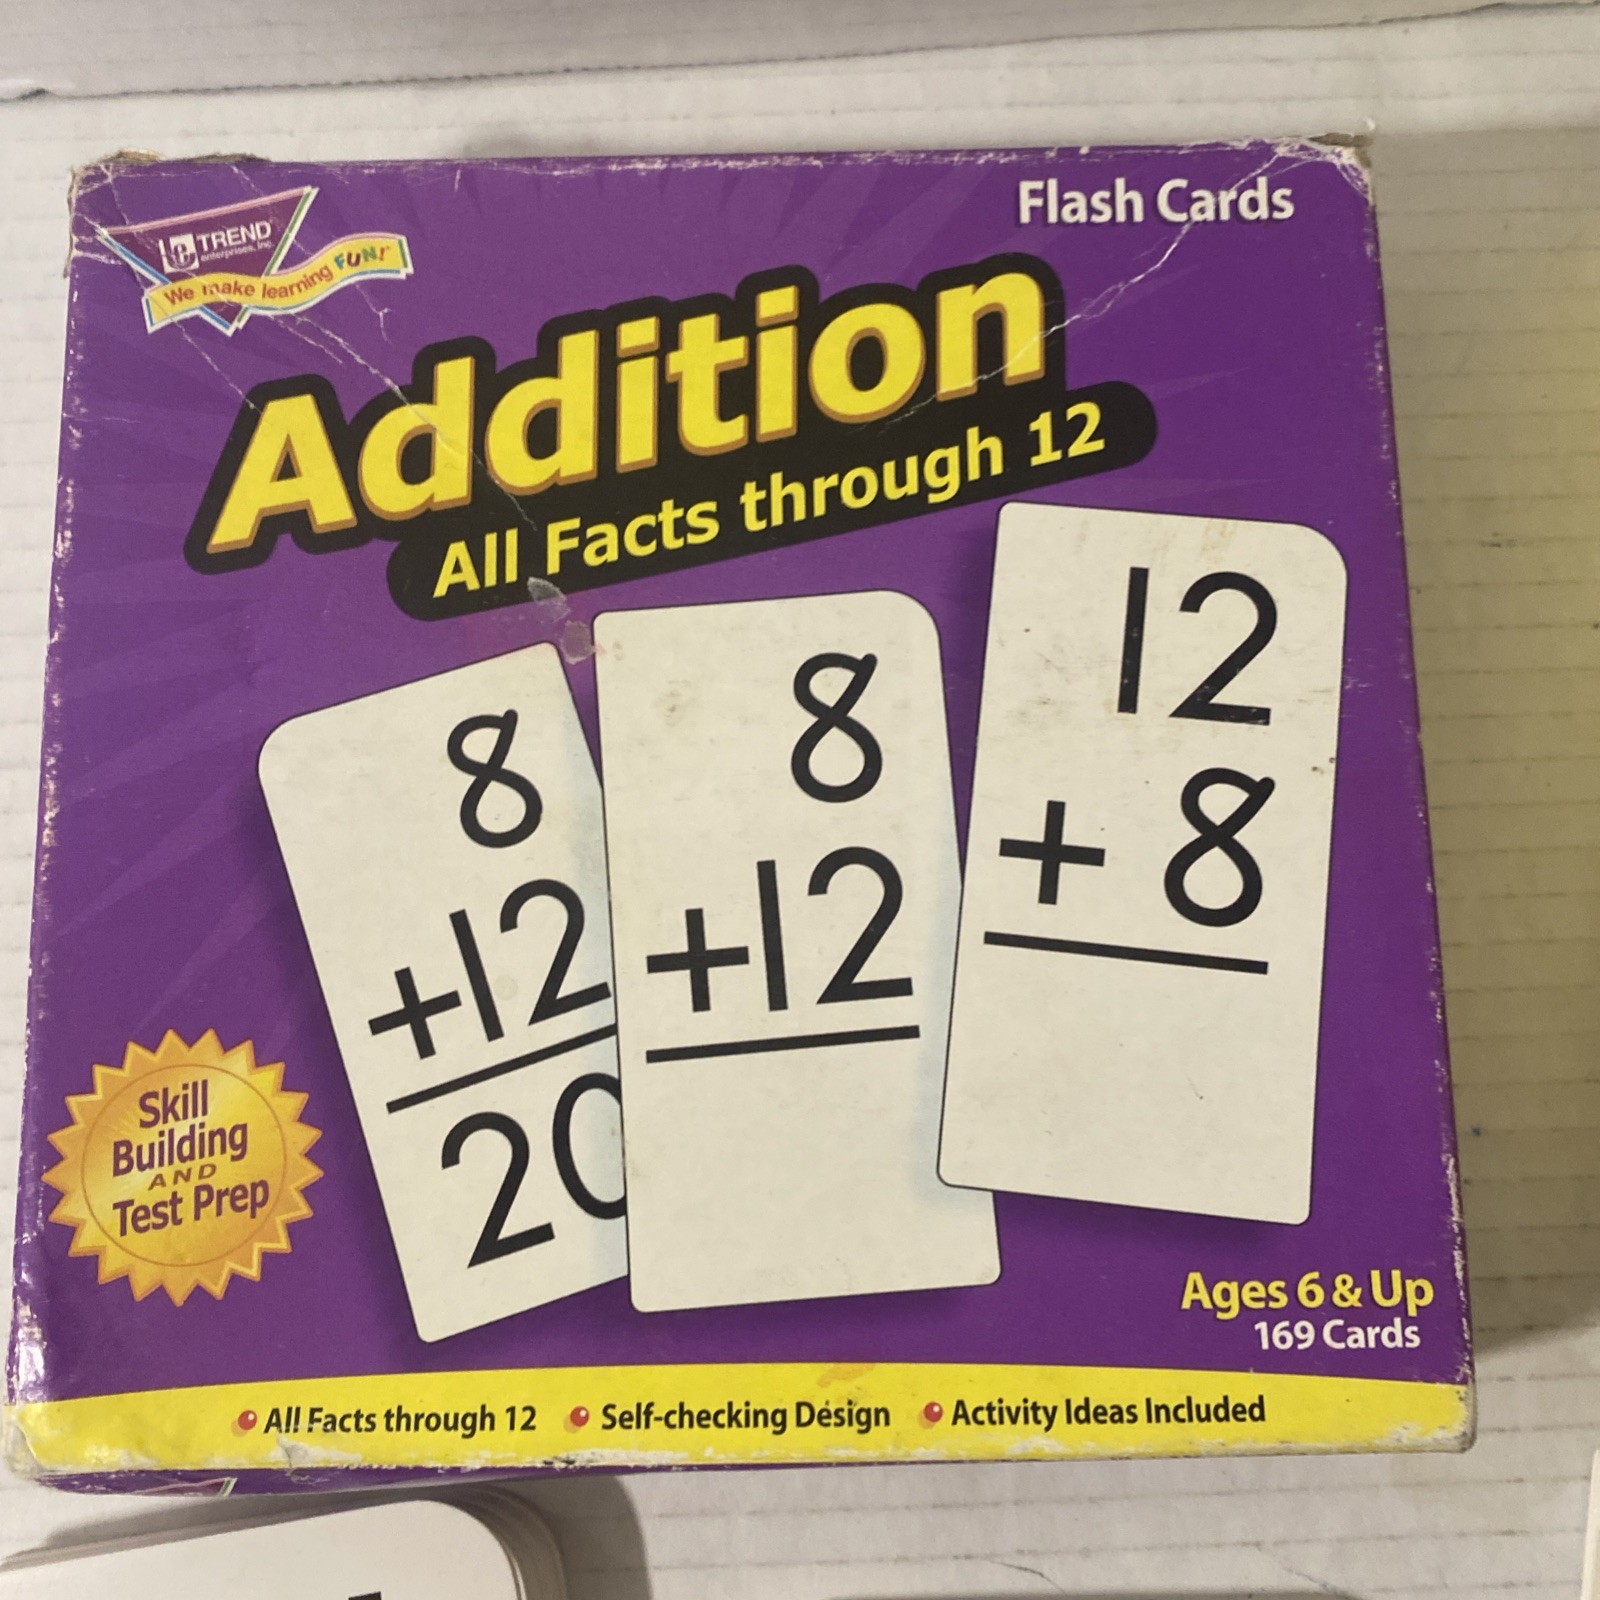 Flash Cards
TREND
enterprises, Inc.
We make learning FUN!
Addition
All Facts through 12
8
+12
20
8
+12
12
+ 8
Skill
Building
AND
Test Prep
Ages 6 & Up
169 Cards
All Facts through 12
Self-checking Design
Activity Ideas Included